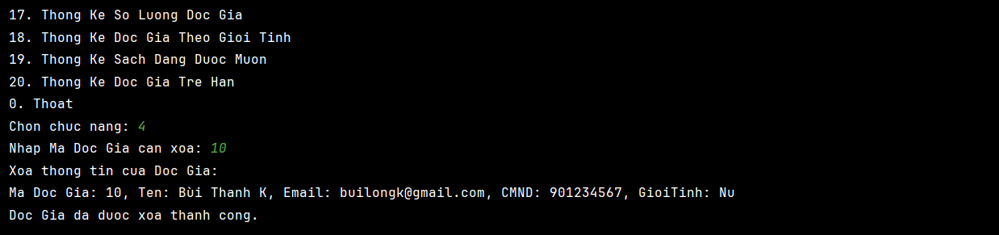 17. Thong Ke So Luong Doc Gia
18. Thong Ke Doc Gia Theo Gioi Tinh
19. Thong Ke Sach Dang Duoc Muon
20. Thong Ke Doc Gia Tre Han
0. Thoat
Chon chuc nang: 4
Nhap Ma Doc Gia can xoa: 10
Xoa thong tin cua Doc Gia:
Ma Doc Gia: 10, Ten: Bùi Thanh K, Email: builongk@gmail.com, CMND: 901234567, GioiTinh: Nu
Doc Gia da duoc xoa thanh cong.